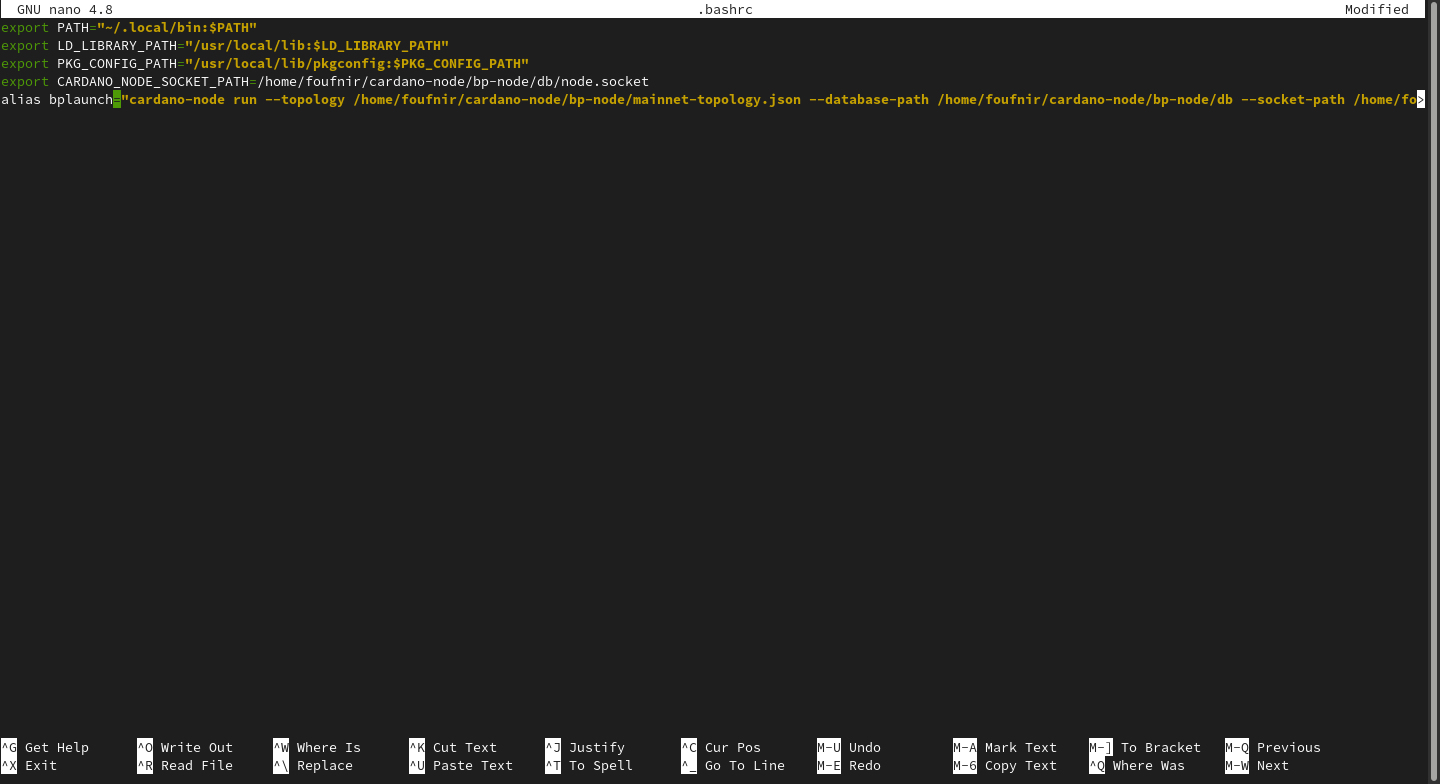 GNU nano 4.8 .bashrc Modified
export PATH="~/.local/bin:$PATH"
export LD_LIBRARY_PATH="/usr/local/lib:$LD_LIBRARY_PATH"
export PKG_CONFIG_PATH="/usr/local/lib/pkgconfig:$PKG_CONFIG_PATH"
export CARDANO_NODE_SOCKET_PATH=/home/foufnir/cardano-node/bp-node/db/node.socket
alias bplaunch="cardano-node run --topology /home/foufnir/cardano-node/bp-node/mainnet-topology.json --database-path /home/foufnir/cardano-node/bp-node/db --socket-path /home/fo>
^G Get Help ^O Write Out ^W Where Is ^K Cut Text ^J Justify ^C Cur Pos M-U Undo M-A Mark Text M-] To Bracket M-Q Previous
^X Exit ^R Read File ^\ Replace ^U Paste Text ^T To Spell ^_ Go To Line M-E Redo M-6 Copy Text ^Q Where Was M-W Next